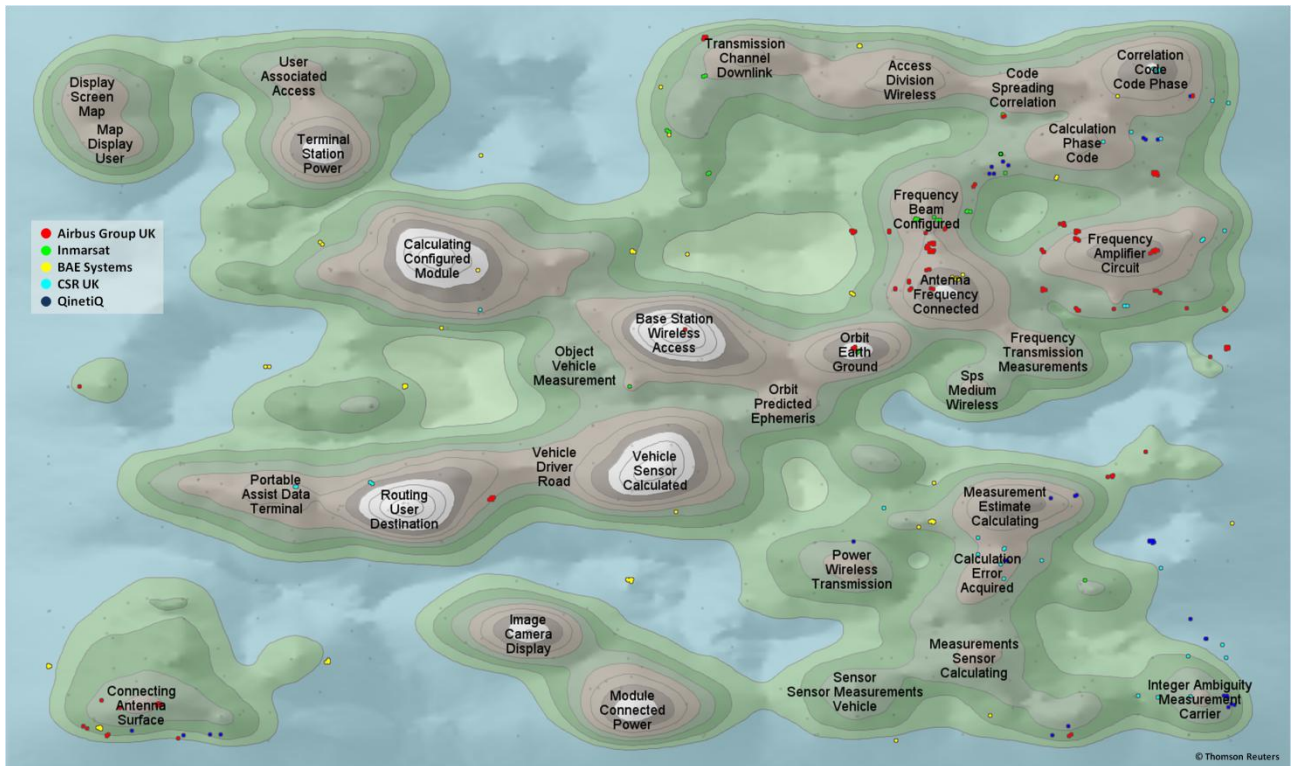 Display
Screen
Map
Map
Display
User
User
Associated
Access
Terminal
Station
Power
Transmission
Channel
Downlink
Access
Division
Wireless
Code
Spreading
Correlation
Correlation
Code
Code Phase
Calculation
Phase
Code
Airbus Group UK
Inmarsat
BAE Systems
CSR UK
QinetiQ
Calculating
Configured
Module
Frequency
Beam
Configured
Frequency
Amplifier
Circuit
Antenna
Frequency
Connected
Base Station
Wireless
Access
Object
Vehicle
Measurement
Orbit
Earth
Ground
Frequency
Transmission
Measurements
Orbit
Predicted
Ephemeris
Sps
Medium
Wireless
Portable
Assist Data
Terminal
Routing
User
Destination
Vehicle
Driver
Road
Vehicle
Sensor
Calculated
Measurement
Estimate
Calculating
Power
Wireless
Transmission
Calculation
Error
Acquired
Image
Camera
Display
Measurements
Sensor
Calculating
Connecting
Antenna
Surface
Module
Connected
Power
Sensor
Sensor Measurements
Vehicle
Integer Ambiguity
Measurement
Carrier
© Thomson Reuters